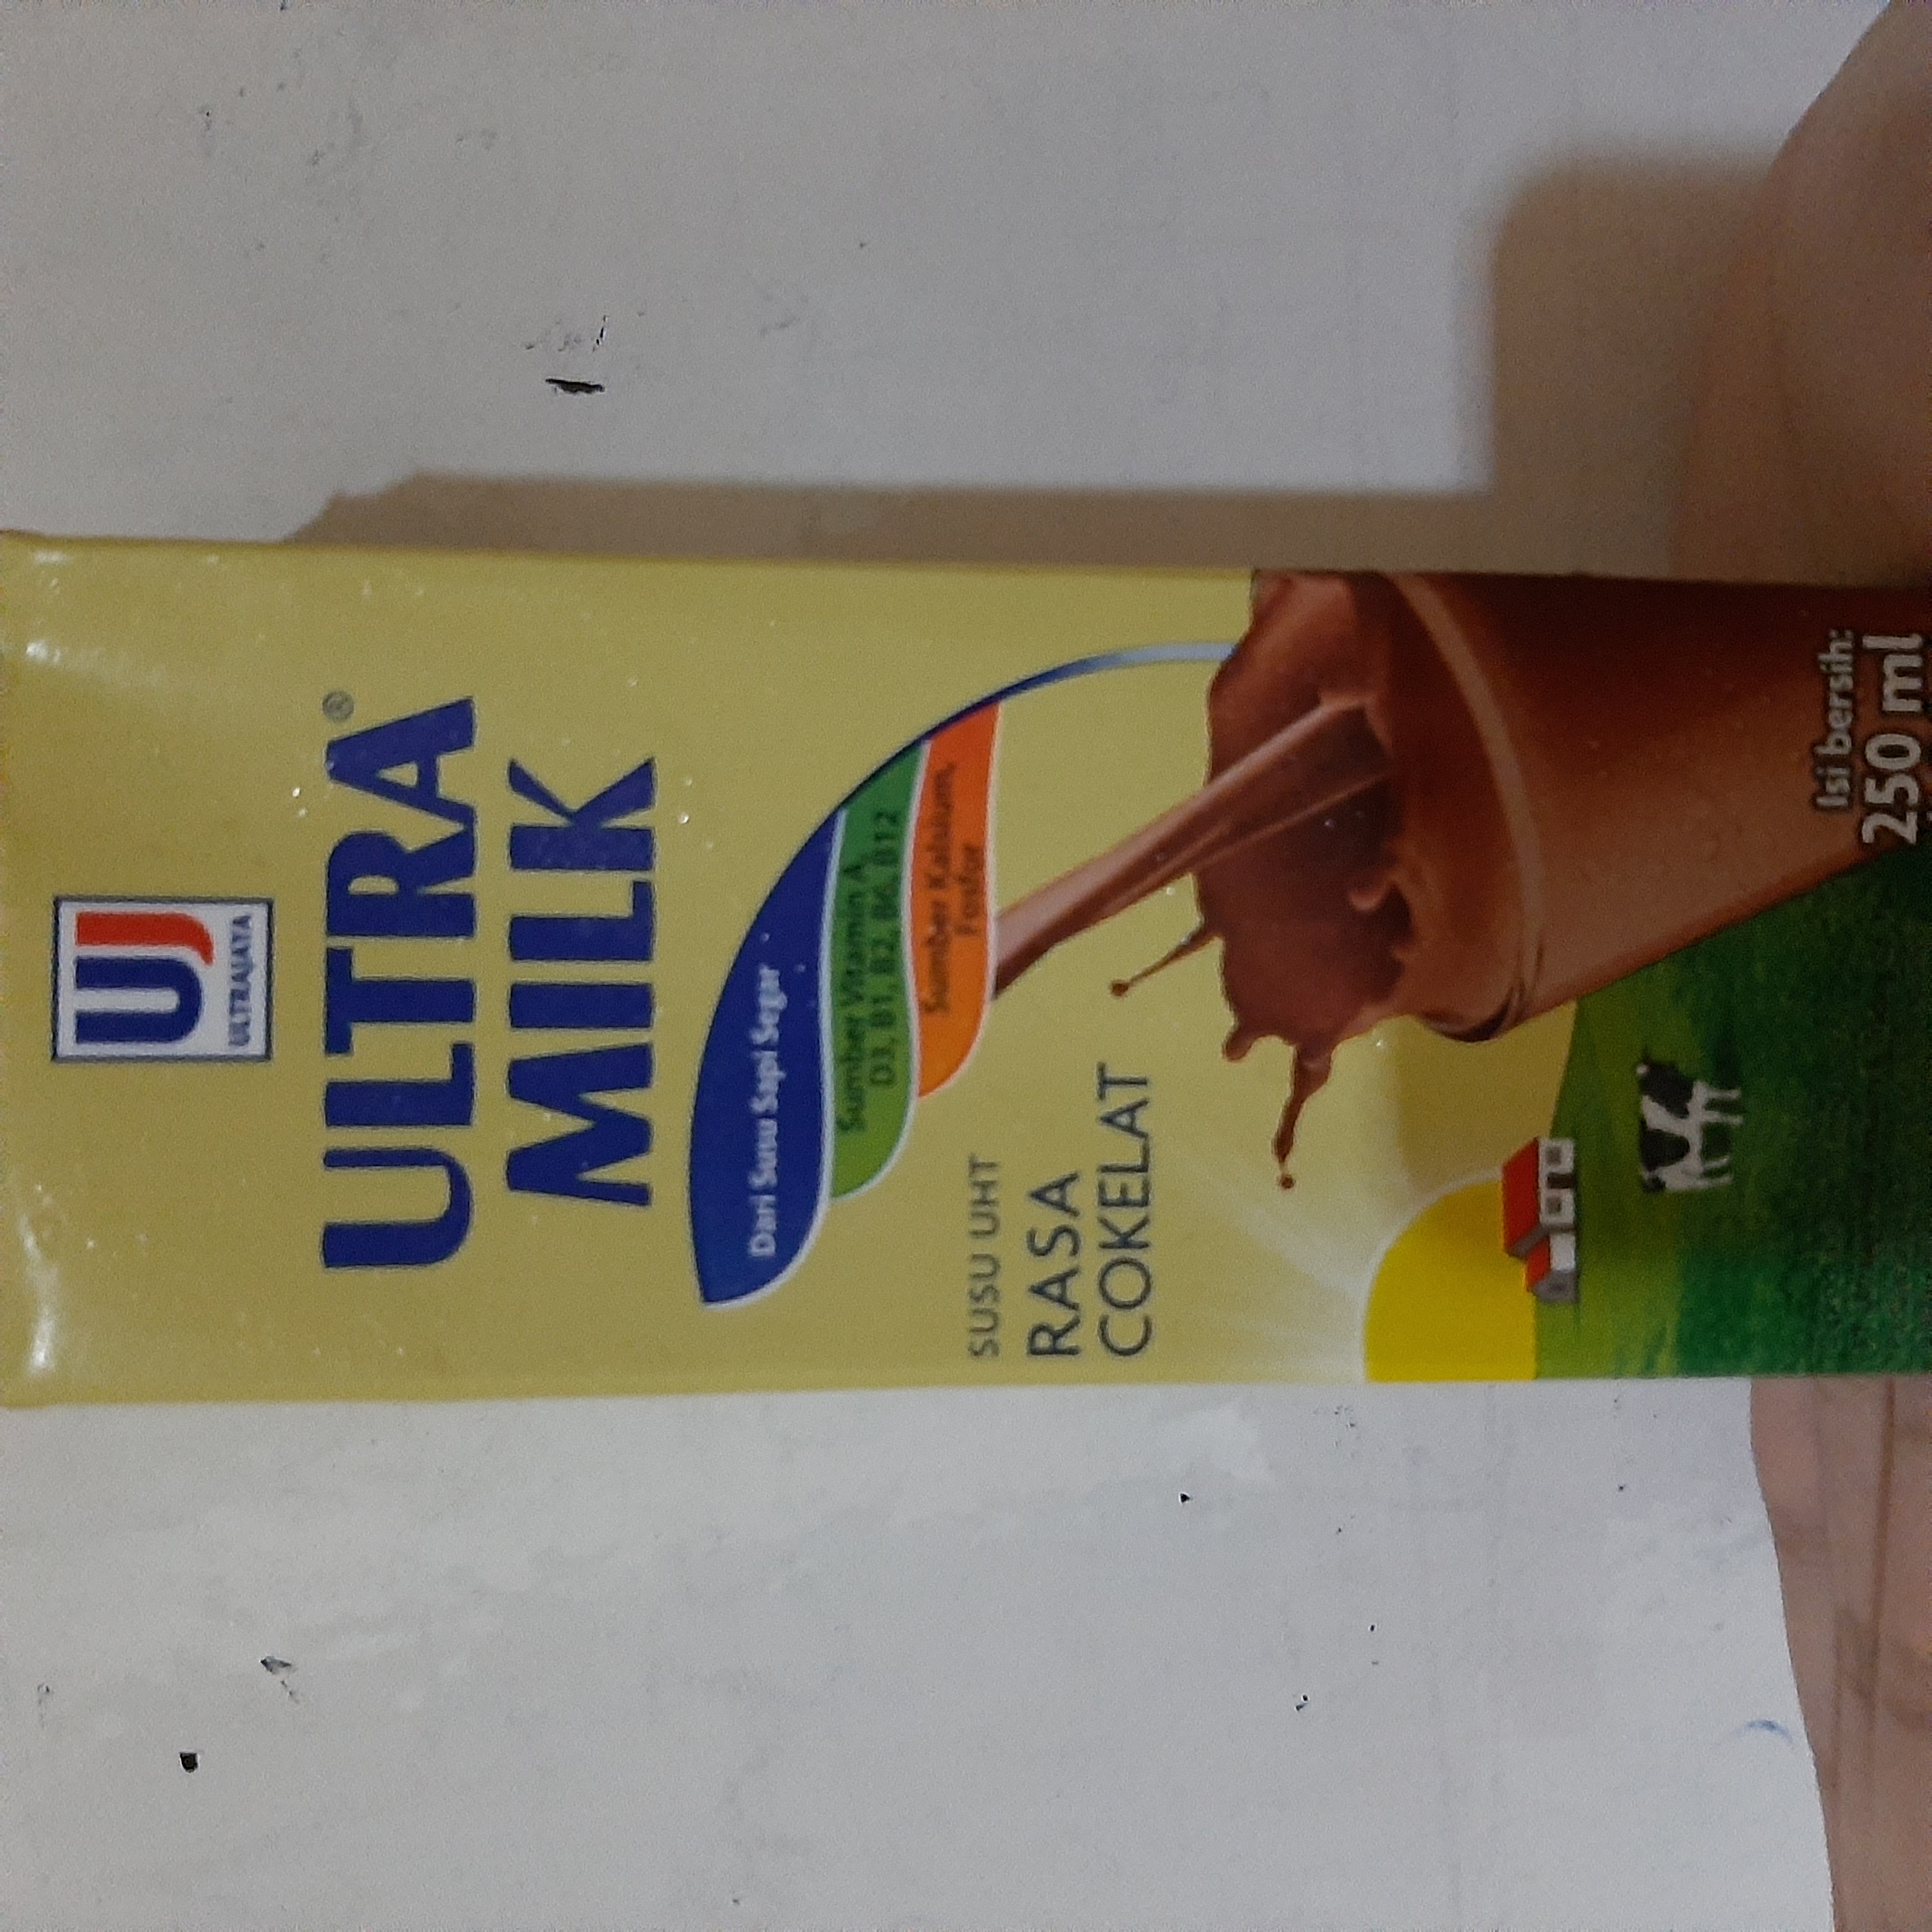 UJ
ULTRAJAYA
ULTRA®
MILK
Dari Susu Sapi Segar
Sumber Vitamin A,
D3, B1, B2, B6, B12
Sumber Kalsium,
Fosfor
SUSU UHT
RASA
COKELAT
Isi bersih:
250 ml